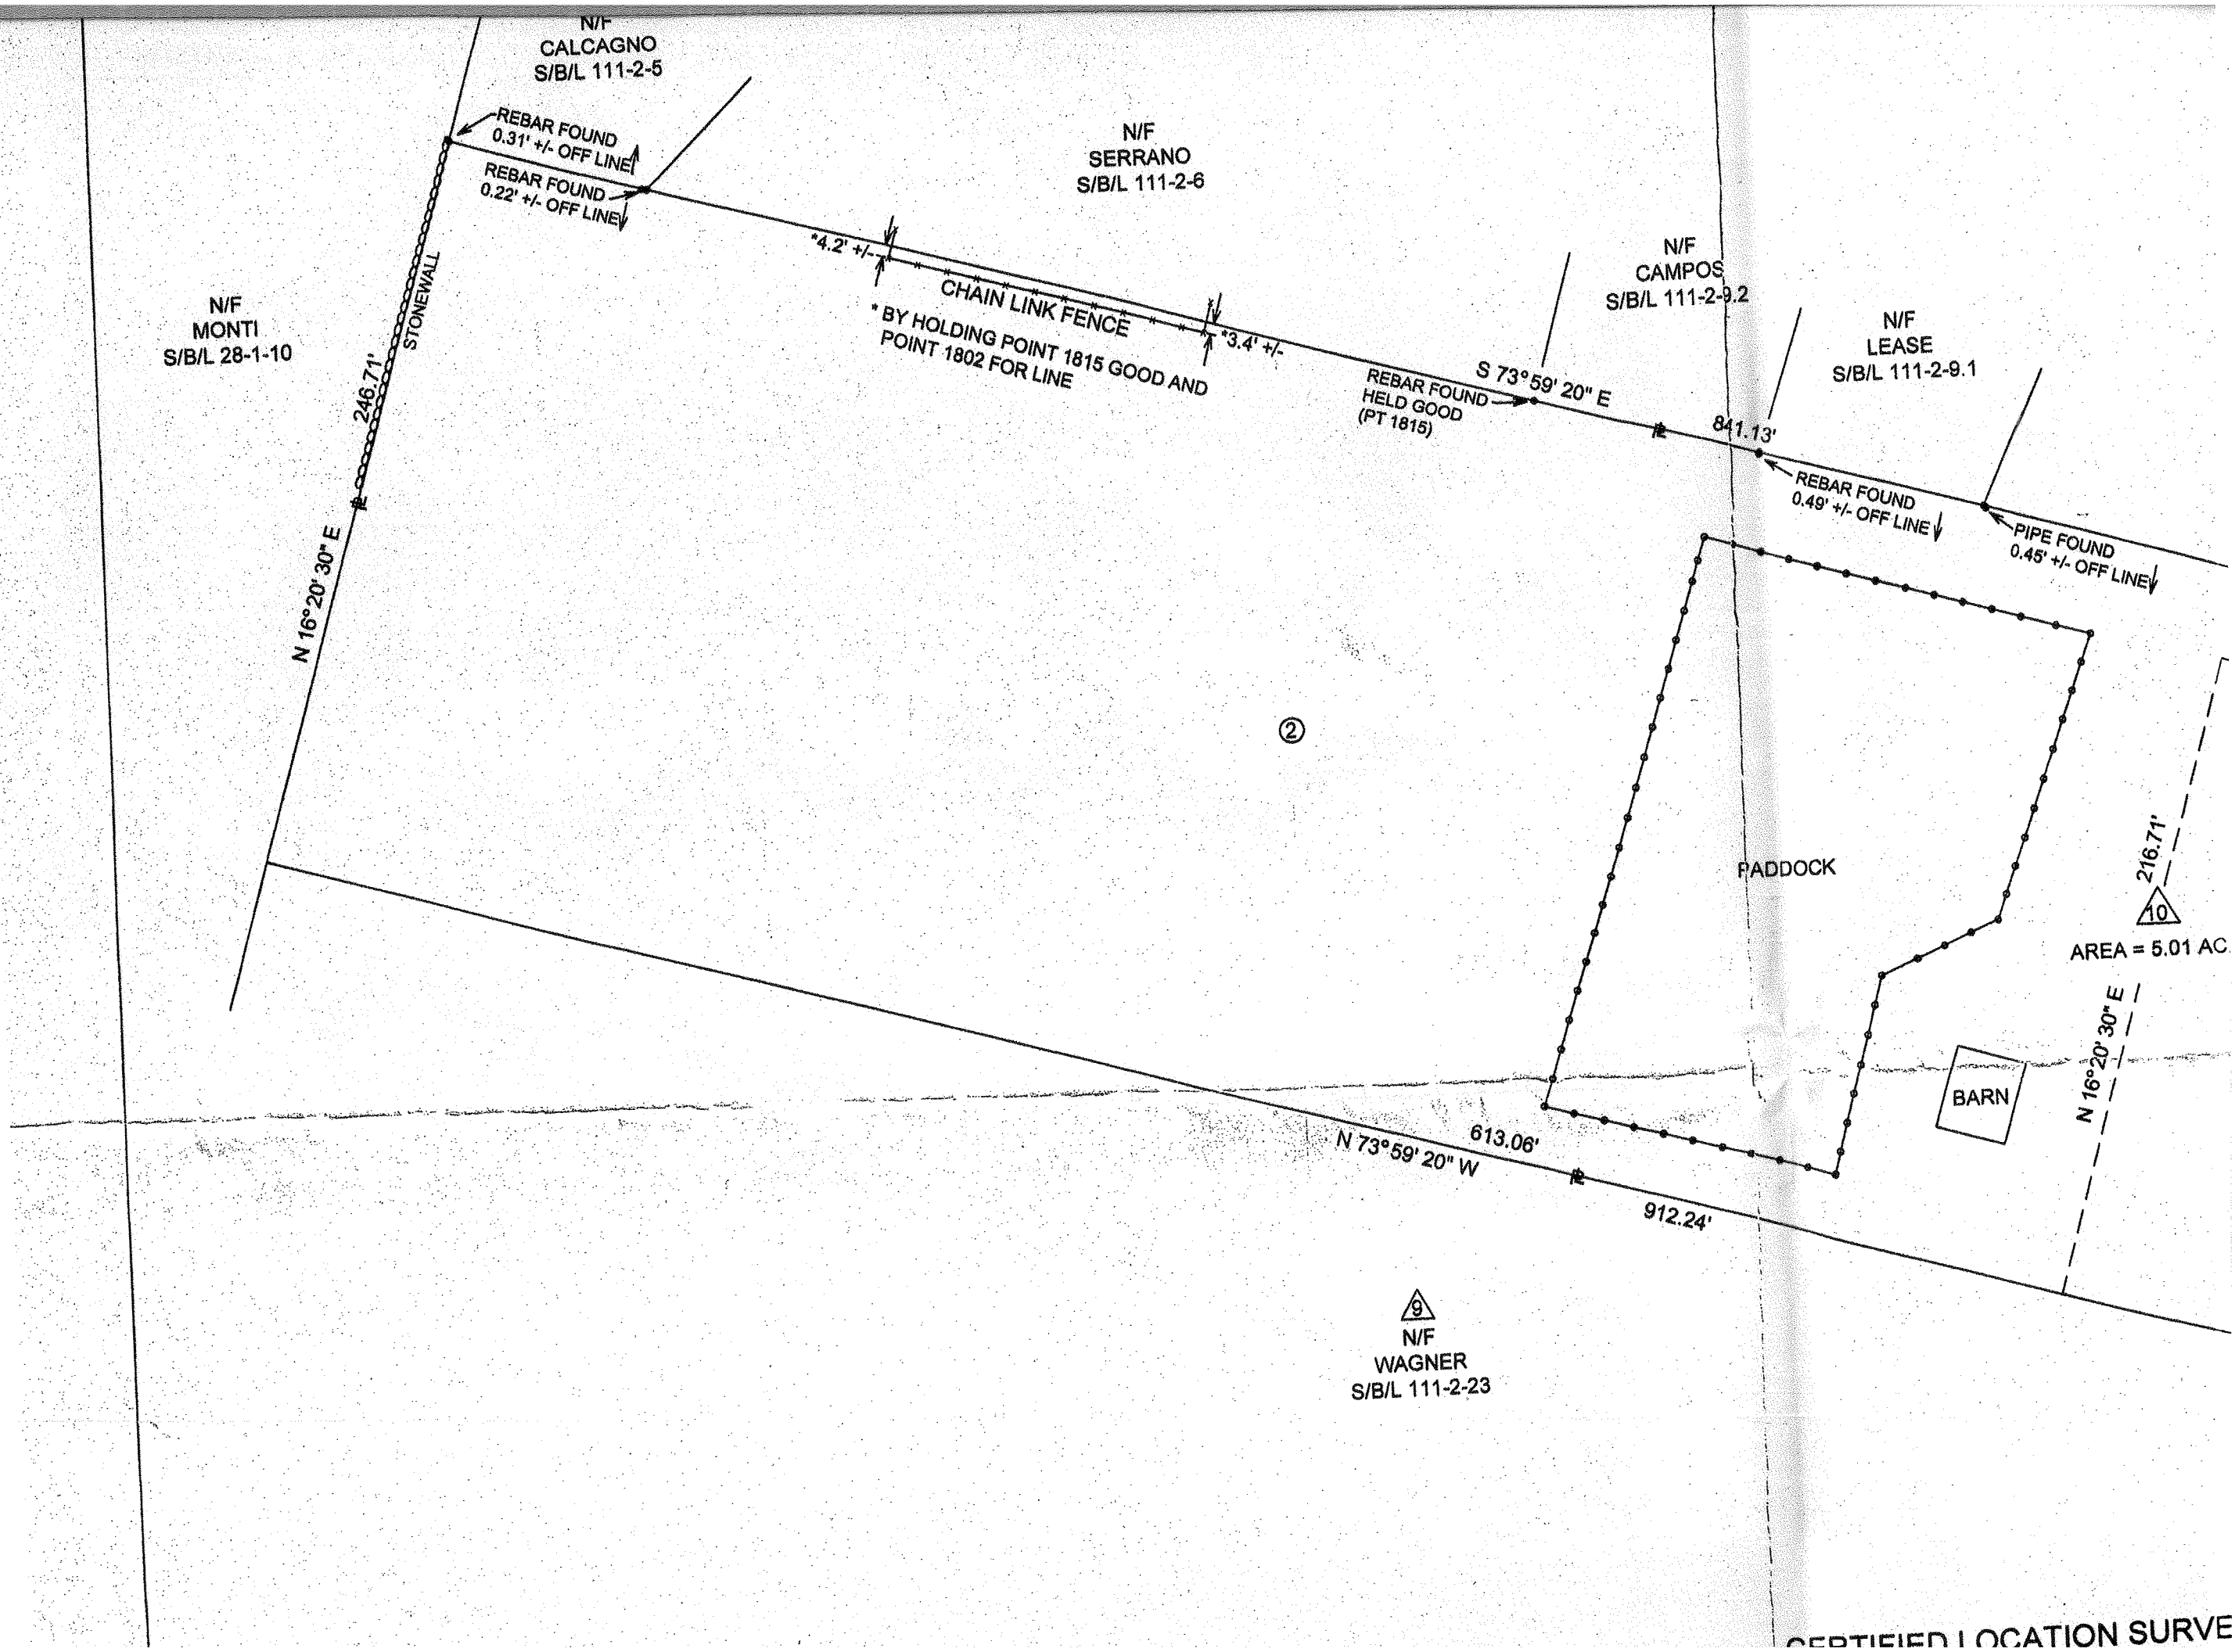 N/F
CALCAGNO
S/B/L 111-2-5
REBAR FOUND
0.31' +/- OFF LINE
REBAR FOUND
0.22' +/- OFF LINE
N/F
SERRANO
S/B/L 111-2-6
N/F
MONTI
S/B/L 28-1-10
STONEWALL
246.71'
N 16°20' 30" E
*4.2' +/-
CHAIN LINK FENCE
*3.4' +/-
* BY HOLDING POINT 1815 GOOD AND
POINT 1802 FOR LINE
N/F
CAMPOS
S/B/L 111-2-9.2
N/F
LEASE
S/B/L 111-2-9.1
S 73°59' 20" E
841.13'
REBAR FOUND
HELD GOOD
(PT 1815)
REBAR FOUND
0.49' +/- OFF LINE
PIPE FOUND
0.45' +/- OFF LINE
2
PADDOCK
216.71'
10
AREA = 5.01 AC
N 16°20' 30" E
BARN
613.06'
N 73°59' 20" W
912.24'
9
N/F
WAGNER
S/B/L 111-2-23
CERTIFIED LOCATION SURVE